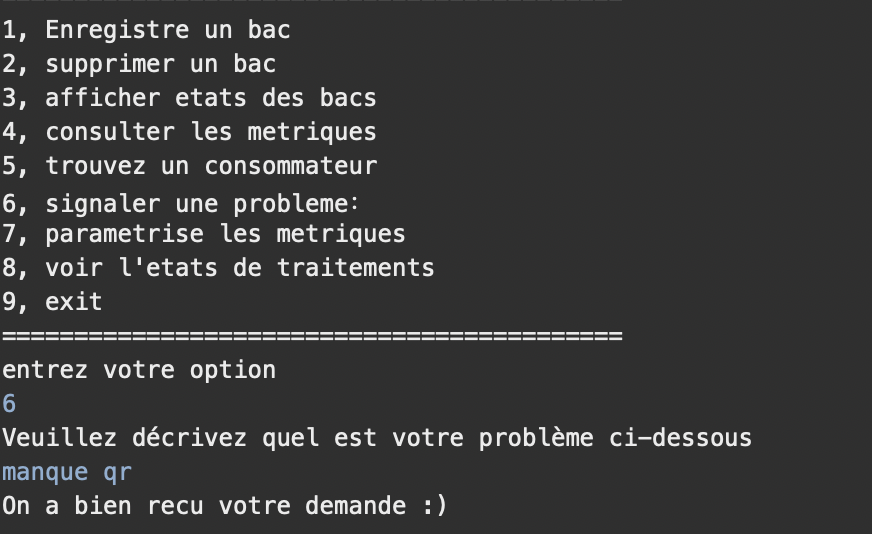 ==========================================
1, Enregistre un bac
2, supprimer un bac
3, afficher etats des bacs
4, consulter les metriques
5, trouvez un consommateur
6, signaler une probleme：
7, parametrise les metriques
8, voir l'etats de traitements
9, exit
===========================================
entrez votre option
6
Veuillez décrivez quel est votre problème ci-dessous
manque qr
On a bien recu votre demande :)